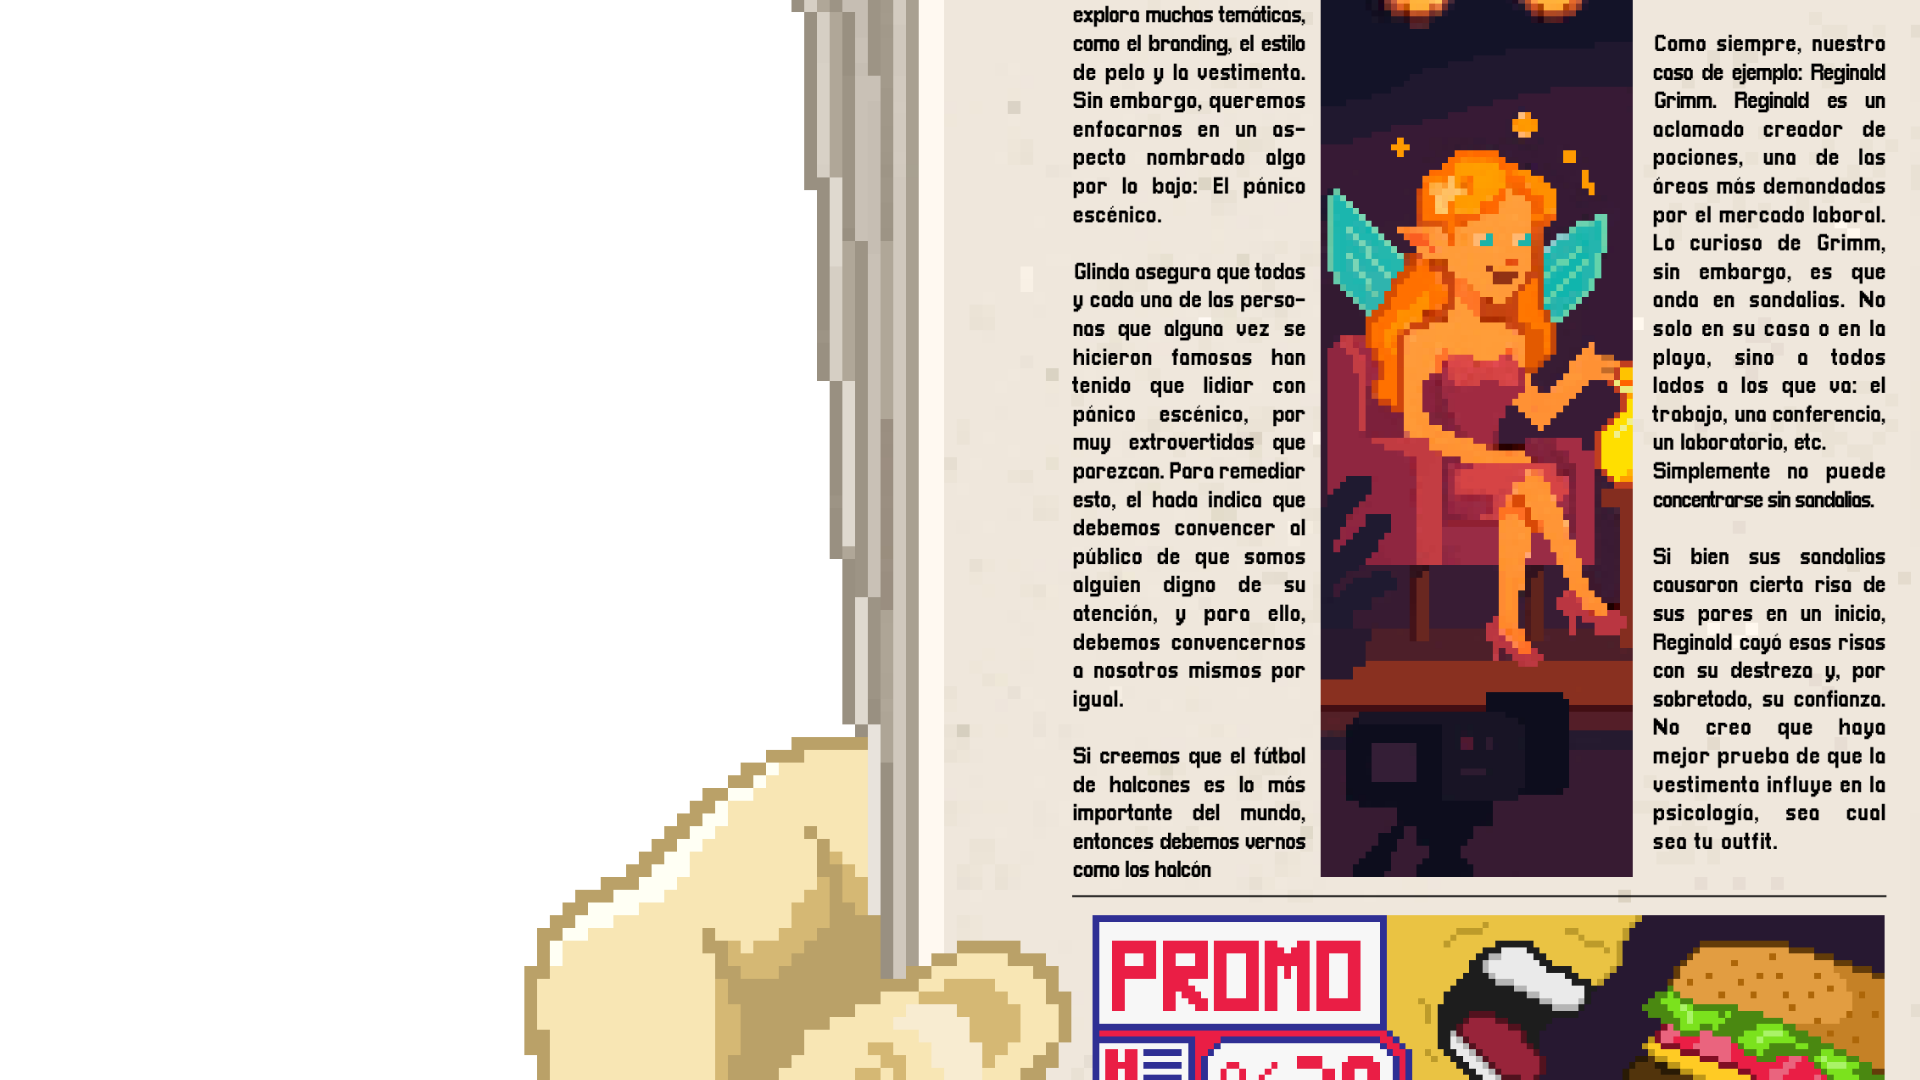 explora muchas temáticas,
como el branding, el estilo
de pelo y la vestimenta.
Sin embargo, queremos
enfocarnos en un as-
pecto nombrado algo
por lo bajo: El pánico
escénico.
Glinda asegura que todas
y cada una de las perso-
nas que alguna vez se
hicieron famosas han
tenido que lidiar con
pánico escénico, por
muy extrovertidas que
parezcan. Para remediar
esto, el hada indica que
debemos convencer al
público de que somos
alguien digno de su
atención, y para ello,
debemos convencernos
a nosotros mismos por
igual.
Si creemos que el fútbol
de halcones es lo más
importante del mundo,
entonces debemos vernos
como los halcón
Como siempre, nuestro
caso de ejemplo: Reginald
Grimm. Reginald es un
aclamado creador de
pociones, una de las
áreas más demandadas
por el mercado laboral.
Lo curioso de Grimm,
sin embargo, es que
anda en sandalias. No
solo en su casa o en la
playa, sino a todos
lados a los que va: el
trabajo, una conferencia,
un laboratorio, etc.
Simplemente no puede
concentrarse sin sandalias.
Si bien sus sandalias
causaron cierta risa de
sus pares en un inicio,
Reginald cayó esas risas
con su destreza y, por
sobretodo, su confianza.
No creo que haya
mejor prueba de que la
vestimenta influye en la
psicología, sea cual
sea tu outfit.
PROMO